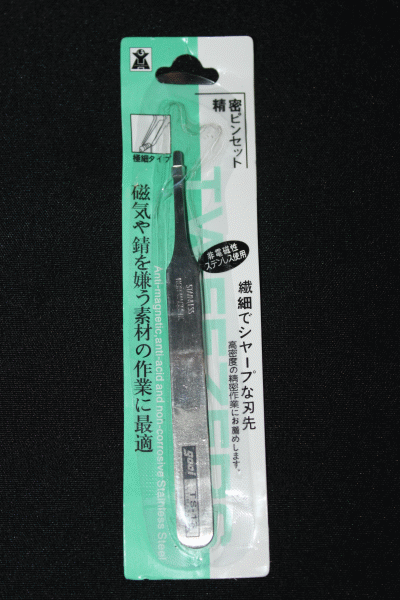 精密ピンセット
極細タイプ
TWEEZERS
磁気や錆を嫌う素材の作業に最適
Anti-magnetic,anti-acid and non-corrosive Stainless Steel
非電磁性
ステンレス使用
繊細でシャープな刃先
高密度の精密作業にお薦めします。
STAINLESS
goot
TS-13